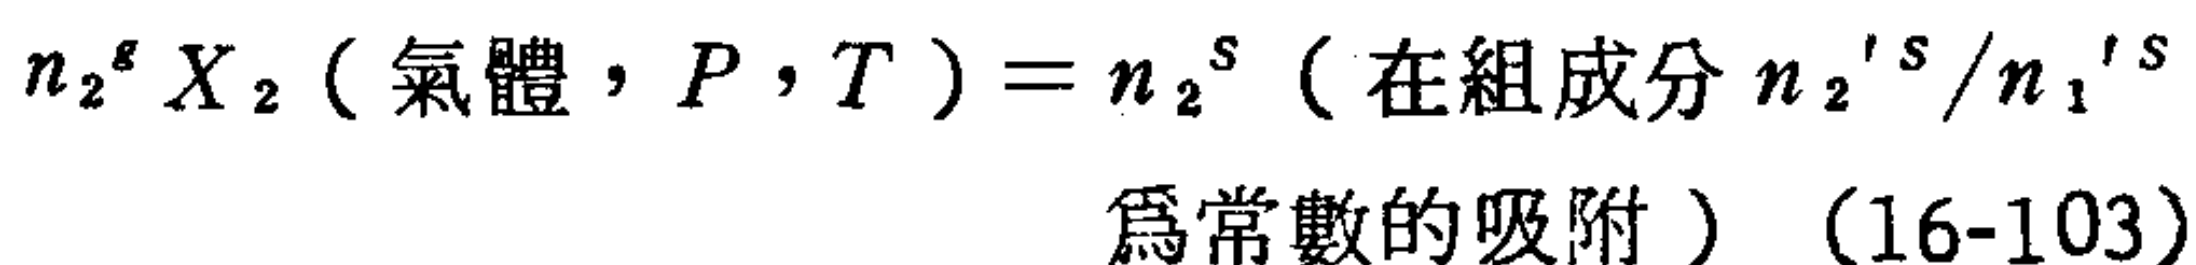 n₂ᵍ X₂ ( 氣體，P，T ) = n₂ˢ ( 在組成分 n₂'ˢ/n₁'ˢ
爲常數的吸附 ) (16-103)